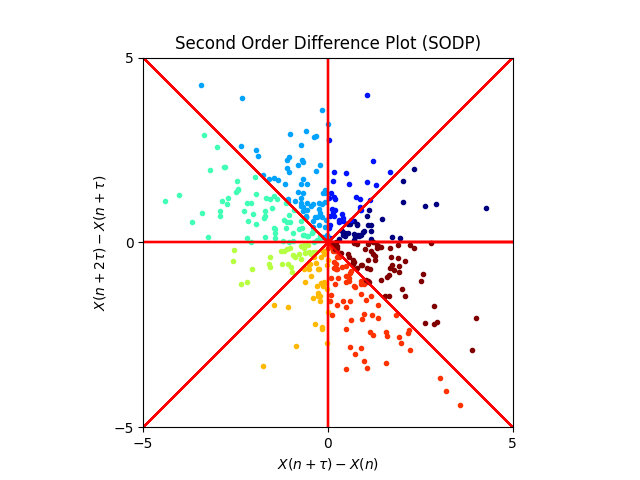 Second Order Difference Plot (SODP)
5
X(n + 2τ) − X(n + τ)
0
−5
−5 0 5
X(n + τ) − X(n)